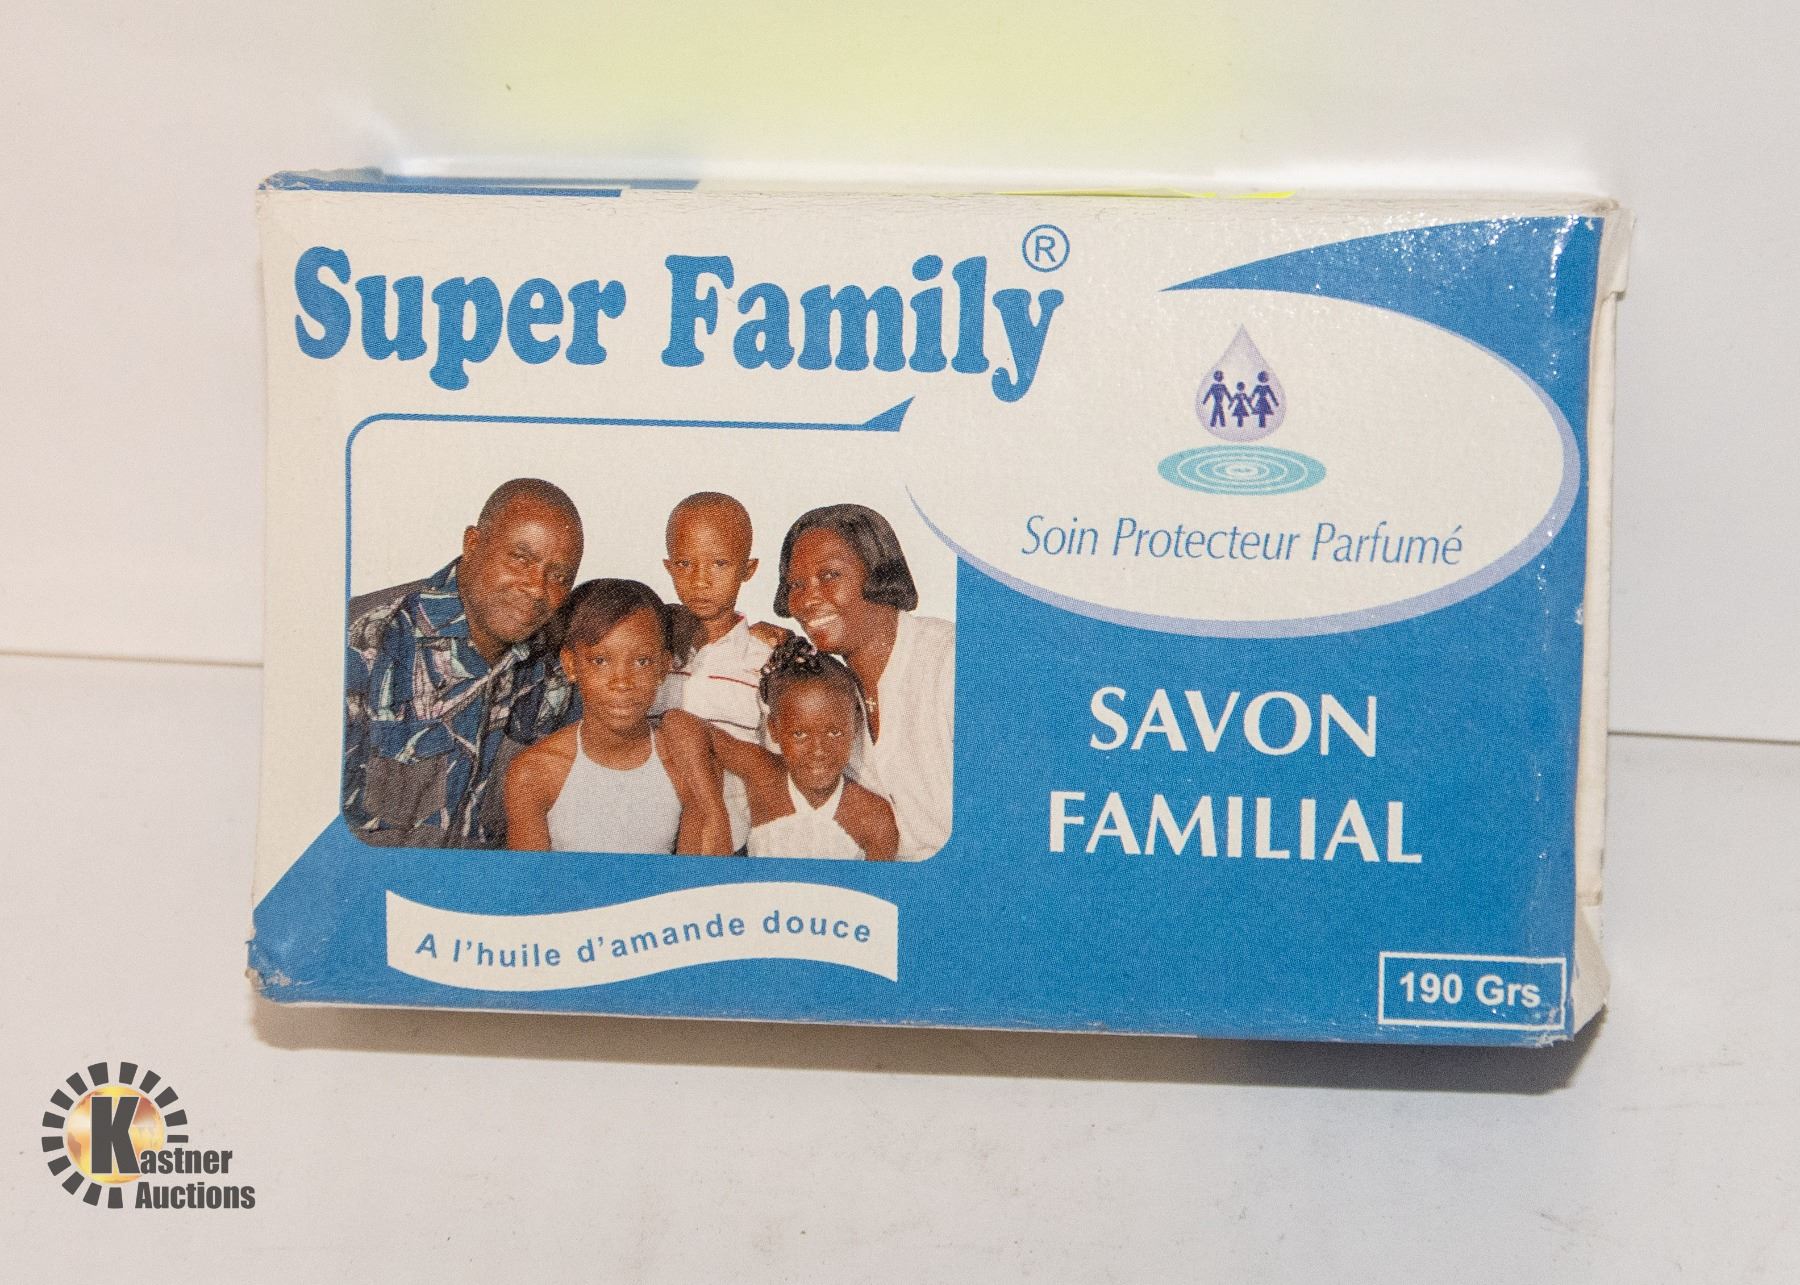 Super Family®
Soin Protecteur Parfumé
SAVON
FAMILIAL
A l'huile d'amande douce
190 Grs
Kastner
Auctions